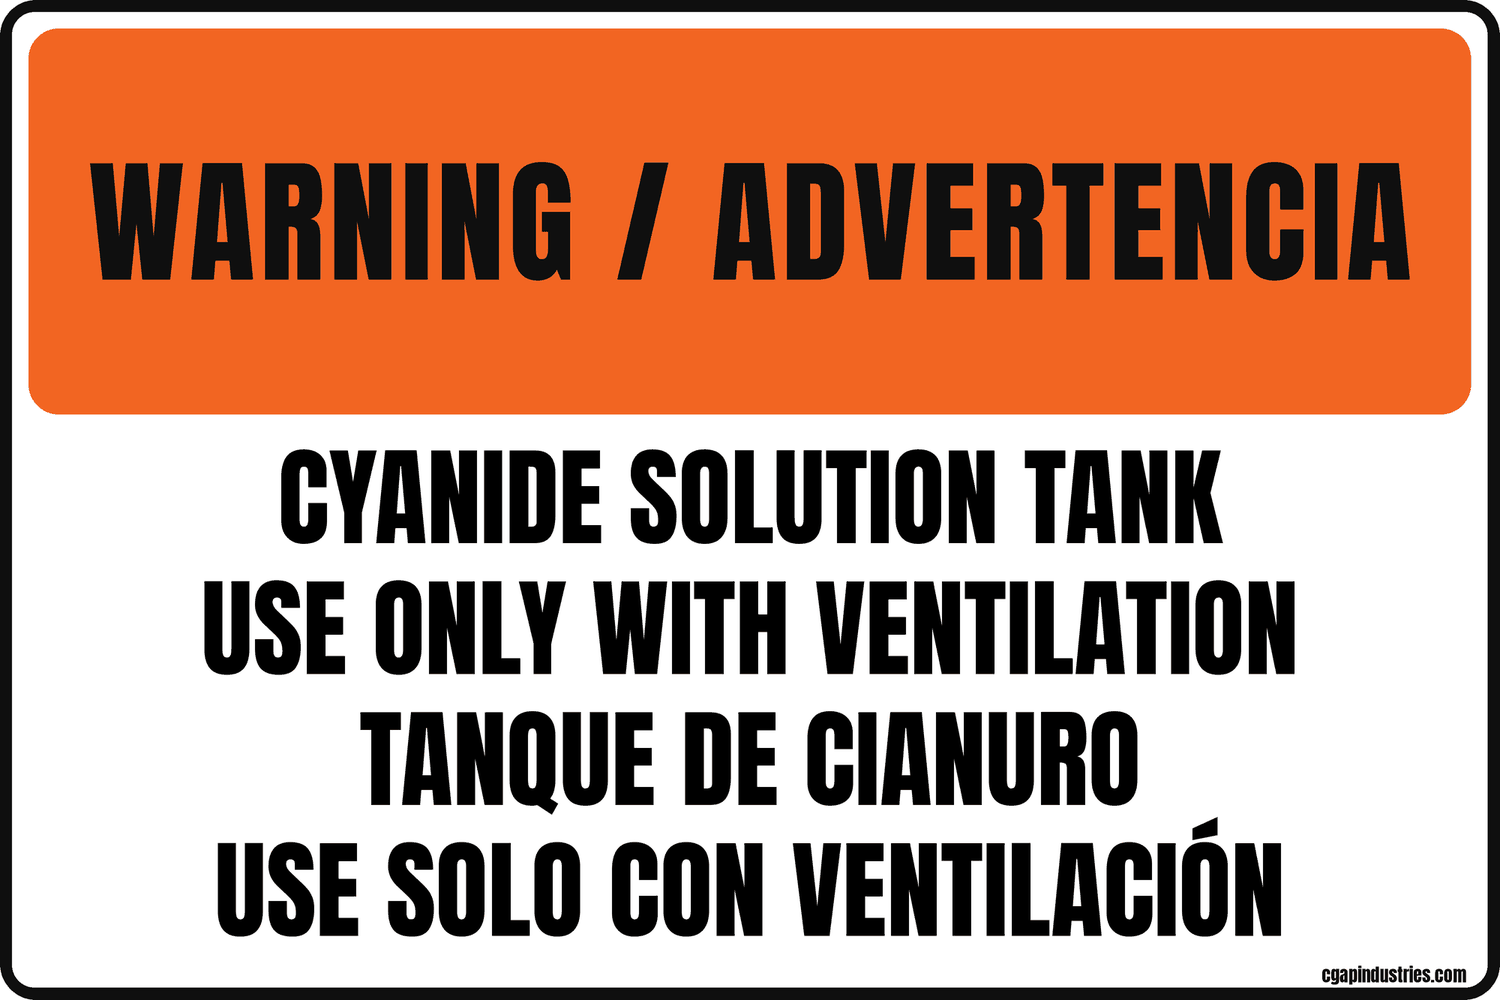 WARNING / ADVERTENCIA
CYANIDE SOLUTION TANK
USE ONLY WITH VENTILATION
TANQUE DE CIANURO
USE SOLO CON VENTILACIÓN
cgapindustries.com